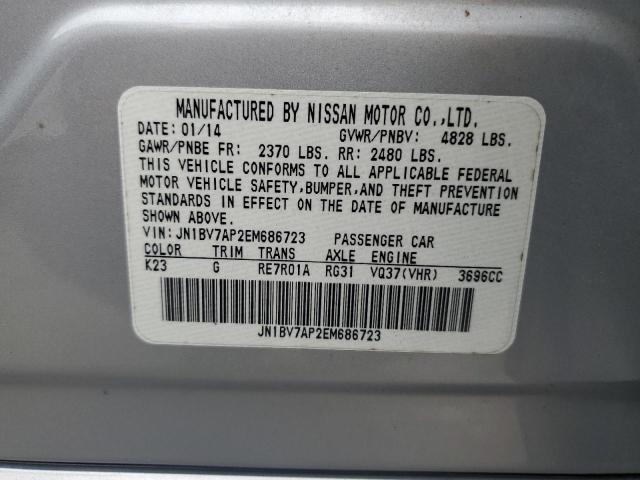 MANUFACTURED BY NISSAN MOTOR CO.,LTD.
DATE: 01/14 GVWR/PNBV: 4828 LBS.
GAWR/PNBE FR: 2370 LBS. RR: 2480 LBS.
THIS VEHICLE CONFORMS TO ALL APPLICABLE FEDERAL
MOTOR VEHICLE SAFETY,BUMPER,AND THEFT PREVENTION
STANDARDS IN EFFECT ON THE DATE OF MANUFACTURE
SHOWN ABOVE.
VIN: JN1BV7AP2EM686723 PASSENGER CAR
COLOR TRIM TRANS AXLE ENGINE
K23 G RE7R01A RG31 VQ37(VHR) 3696CC
JN1BV7AP2EM686723